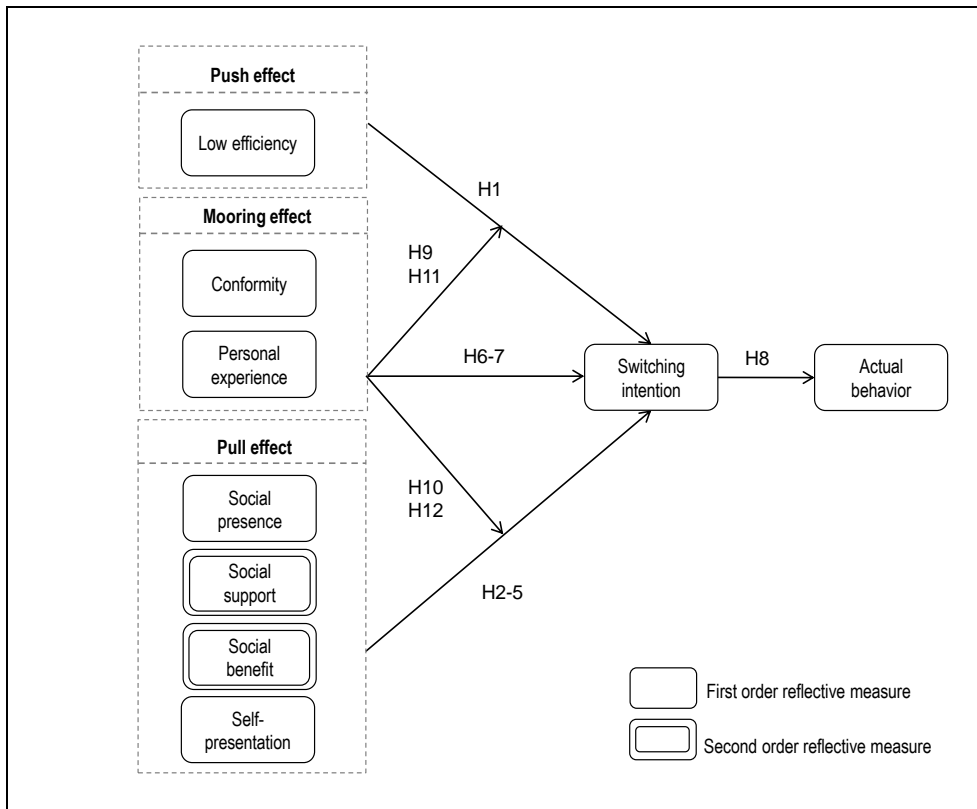 Push effect
Low efficiency
Mooring effect
Conformity
Personal
experience
Pull effect
Social
presence
Social
support
Social
benefit
Self-
presentation
H1
H9
H11
H6-7
H10
H12
H2-5
Switching
intention
H8
Actual
behavior
First order reflective measure
Second order reflective measure